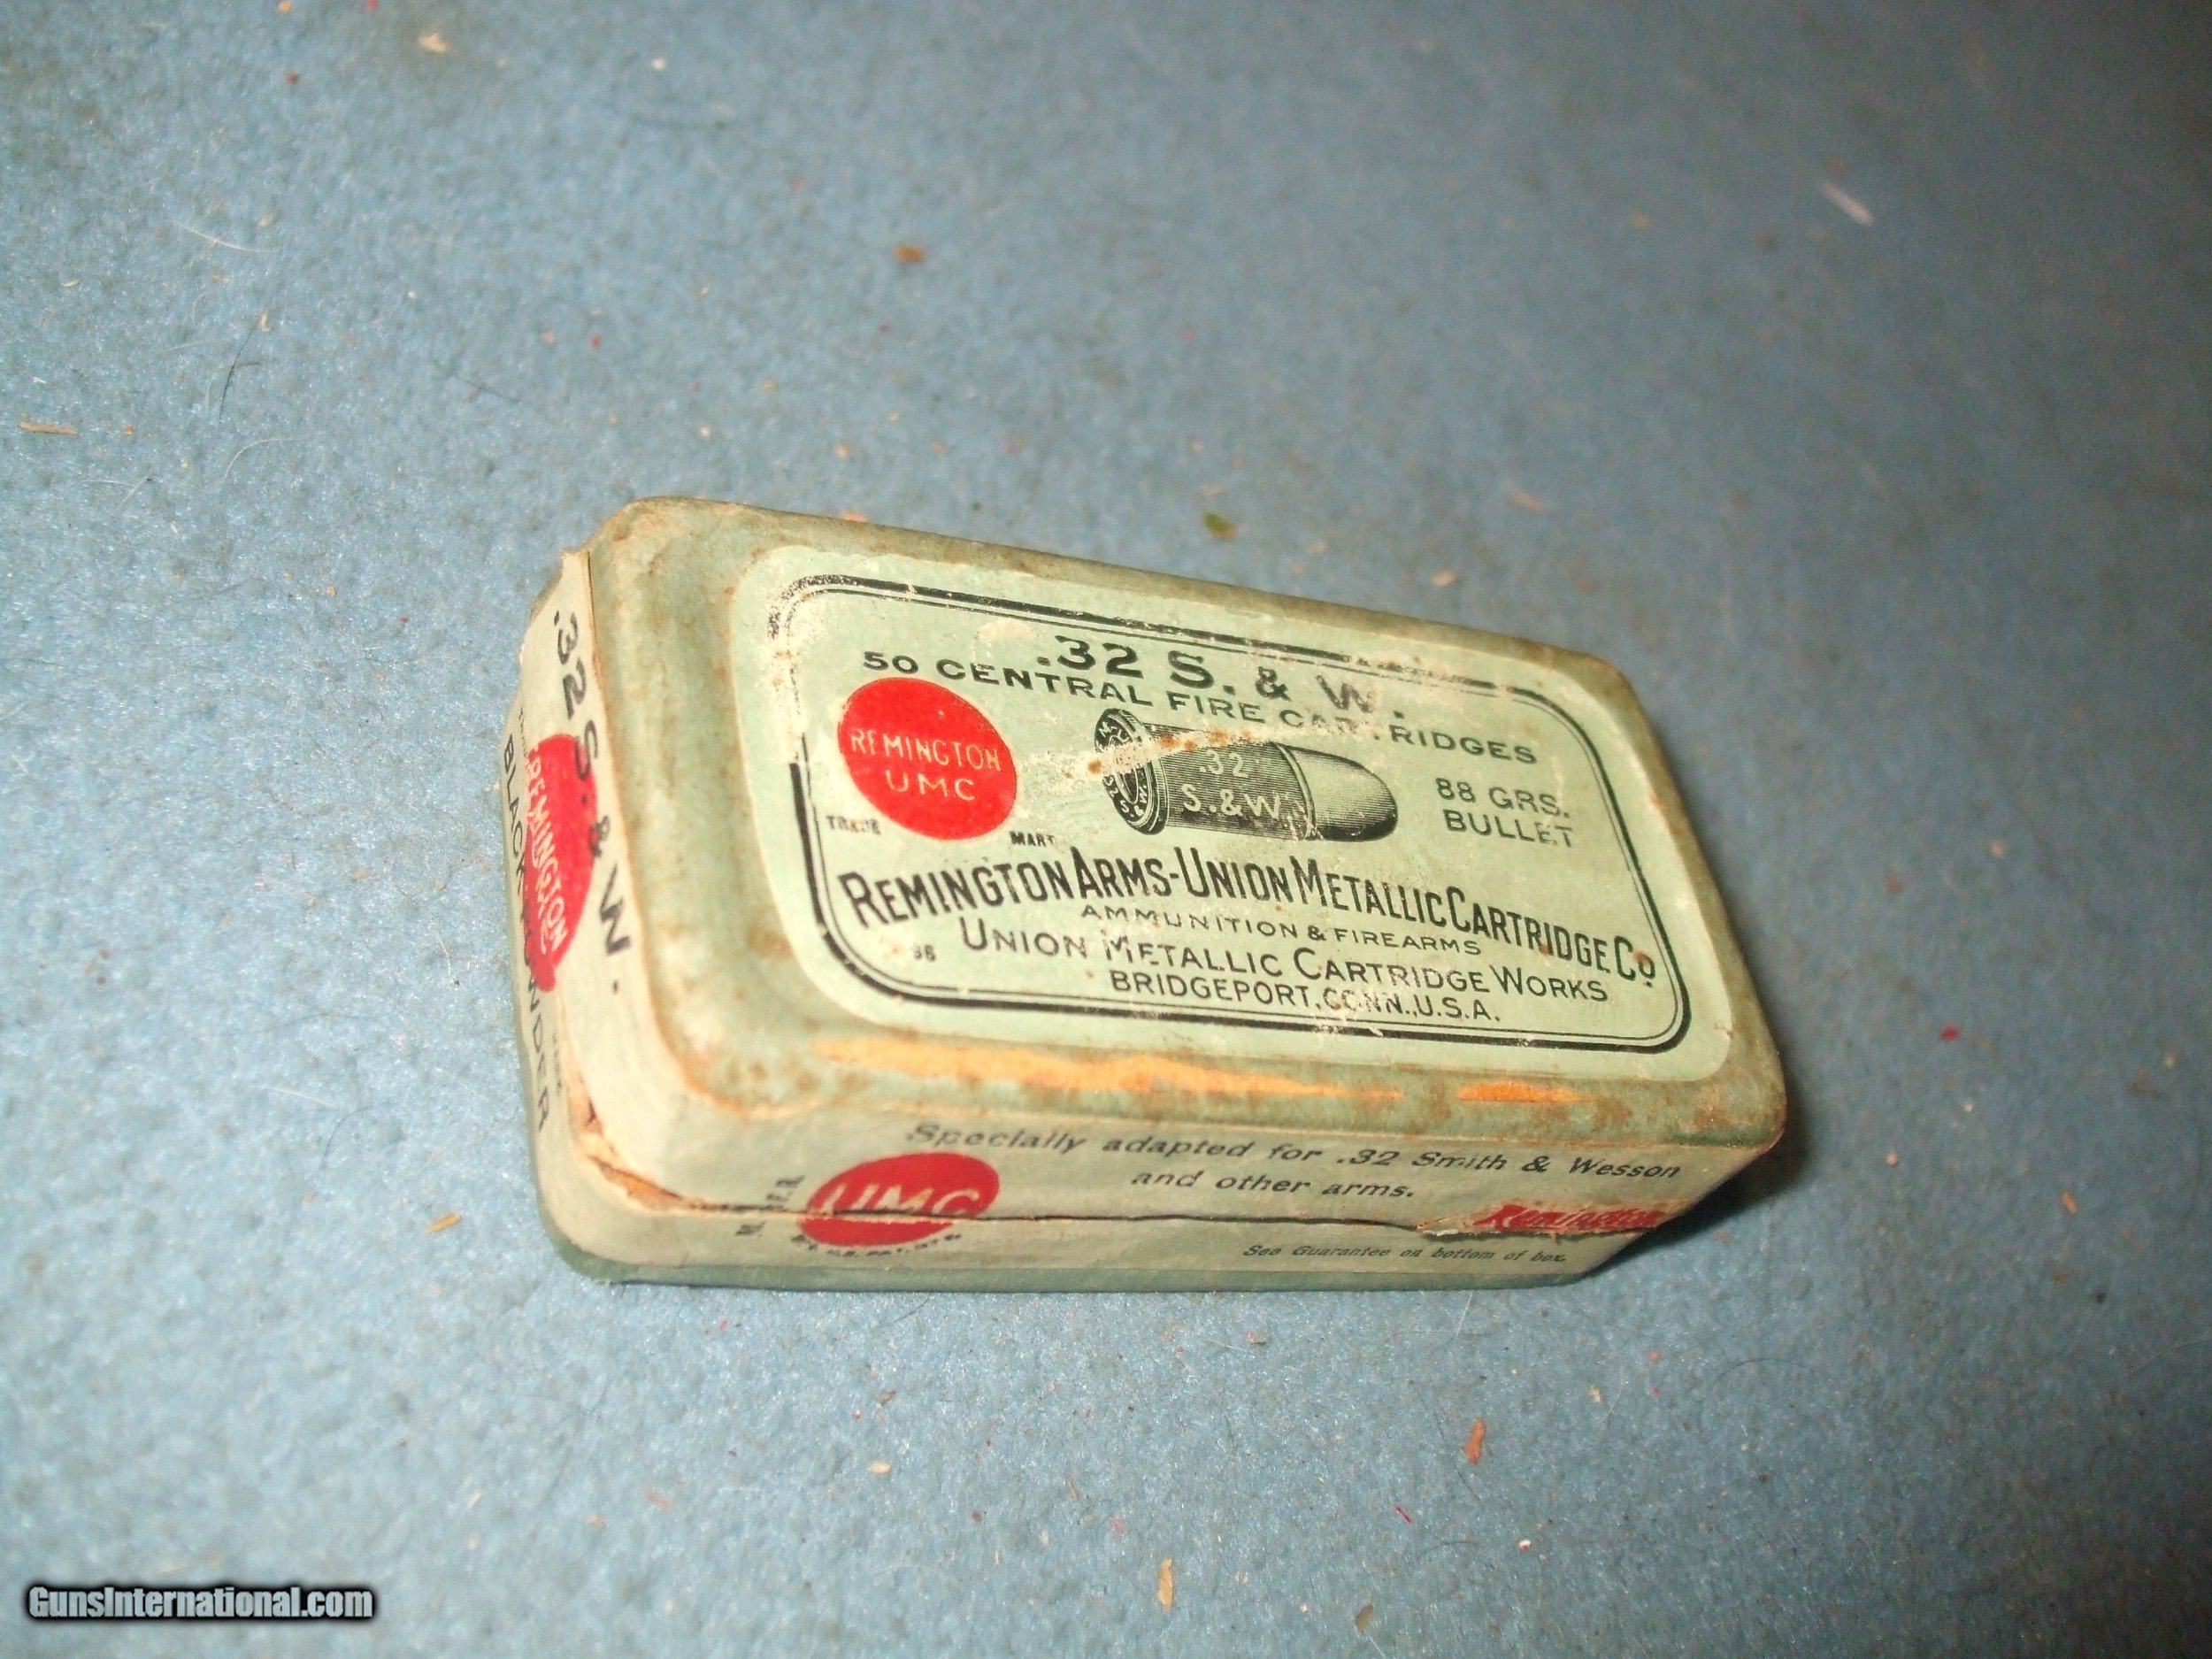 .32 S. & W.
50 CENTRAL FIRE CARTRIDGES
REMINGTON
UMC
TRADE MARK
.32
S.&W.
88 GRS.
BULLET
REMINGTON ARMS-UNION METALLIC CARTRIDGE CO.
AMMUNITION & FIREARMS
UNION METALLIC CARTRIDGE WORKS
BRIDGEPORT, CONN., U.S.A.
.32 S. & W.
REMINGTON
BLACK POWDER
Specially adapted for .32 Smith & Wesson
and other arms.
UMC
Remington
See Guarantee on bottom of box.
GunsInternational.com